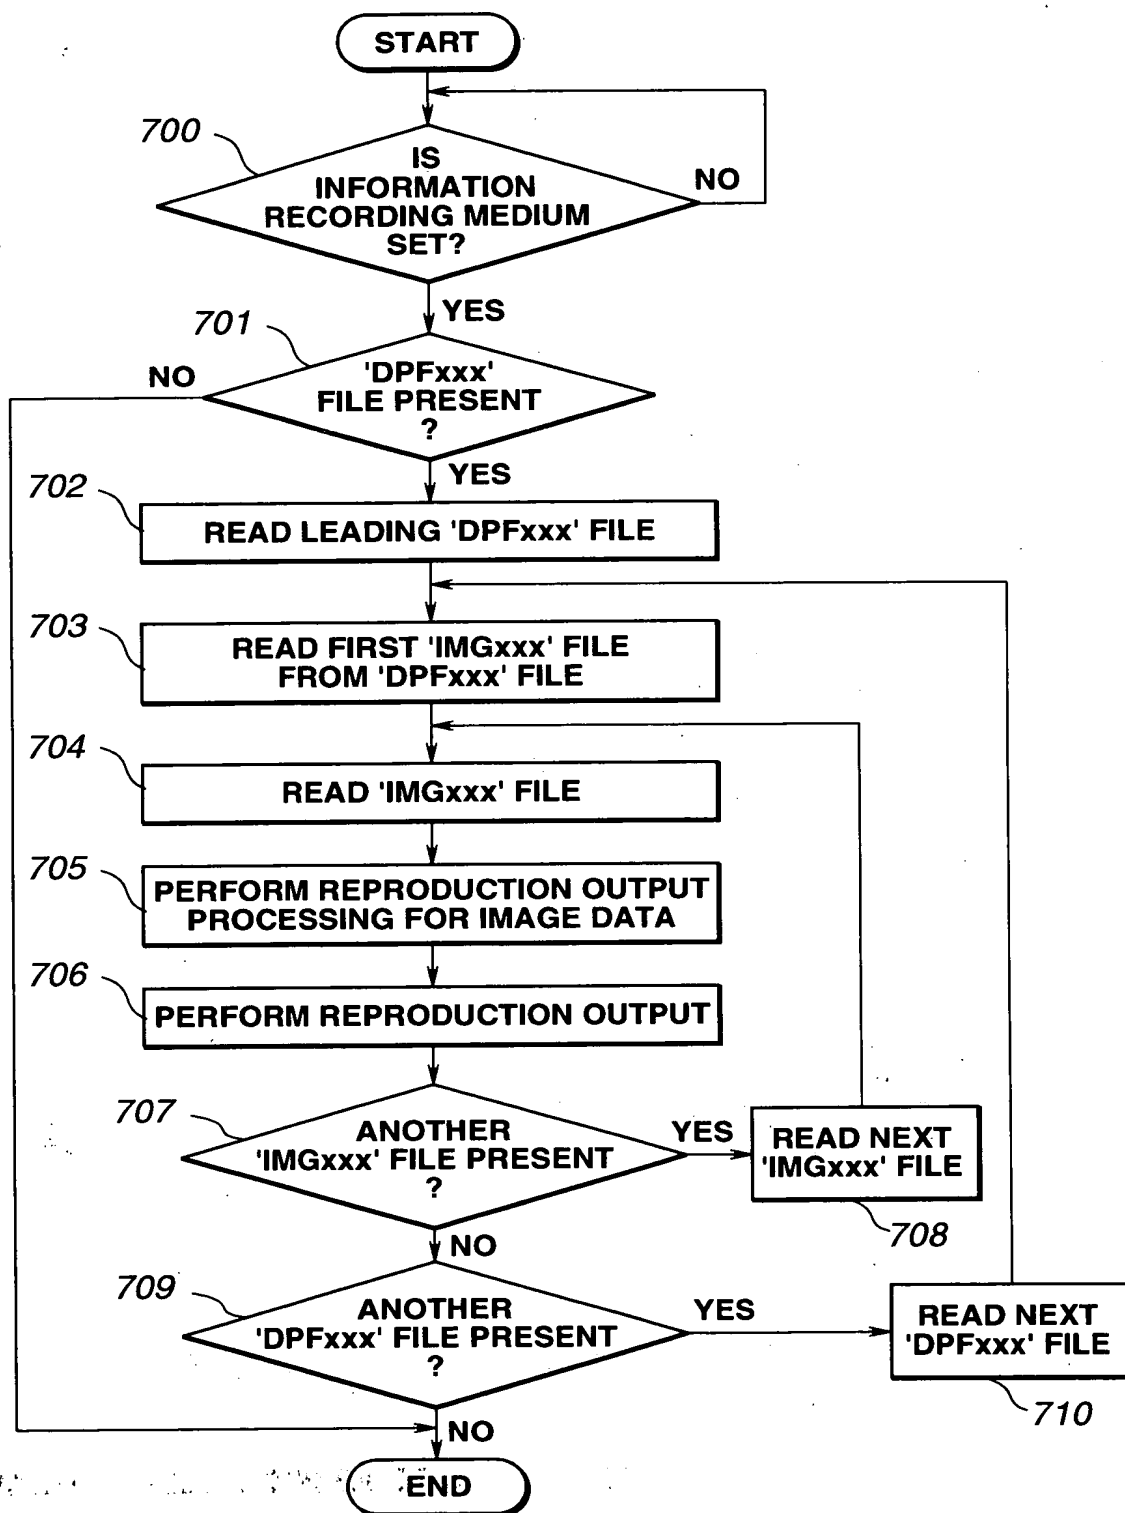 START
700
IS
INFORMATION
RECORDING MEDIUM
SET?
NO
YES
701
NO
'DPFxxx'
FILE PRESENT
?
YES
702
READ LEADING 'DPFxxx' FILE
703
READ FIRST 'IMGxxx' FILE
FROM 'DPFxxx' FILE
704
READ 'IMGxxx' FILE
705
PERFORM REPRODUCTION OUTPUT
PROCESSING FOR IMAGE DATA
706
PERFORM REPRODUCTION OUTPUT
707
ANOTHER
'IMGxxx' FILE PRESENT
?
YES
READ NEXT
'IMGxxx' FILE
708
NO
709
ANOTHER
'DPFxxx' FILE PRESENT
?
YES
READ NEXT
'DPFxxx' FILE
710
NO
END